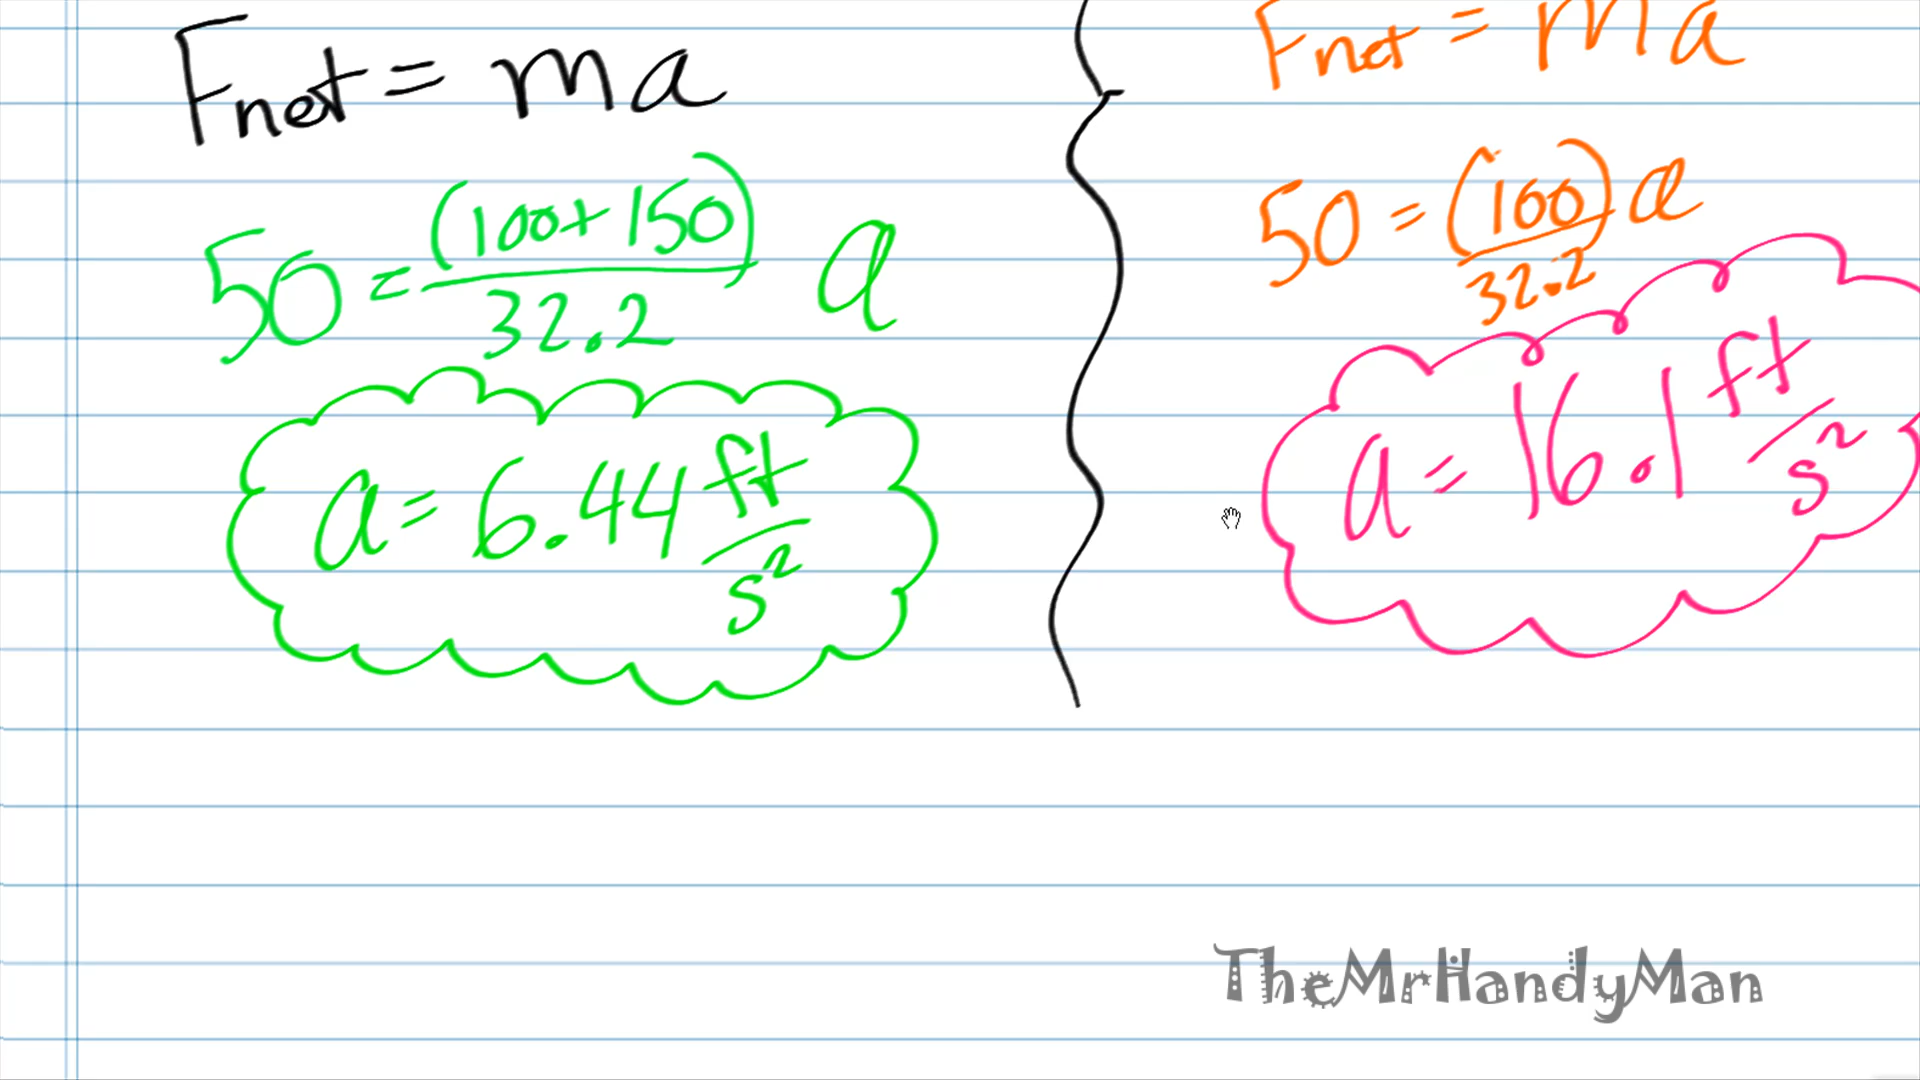 Fnet = ma
50 = (100+150)/32.2 a
a = 6.44 ft/s²
Fnet = ma
50 = (100)/32.2 a
a = 16.1 ft/s²
TheMrHandyMan